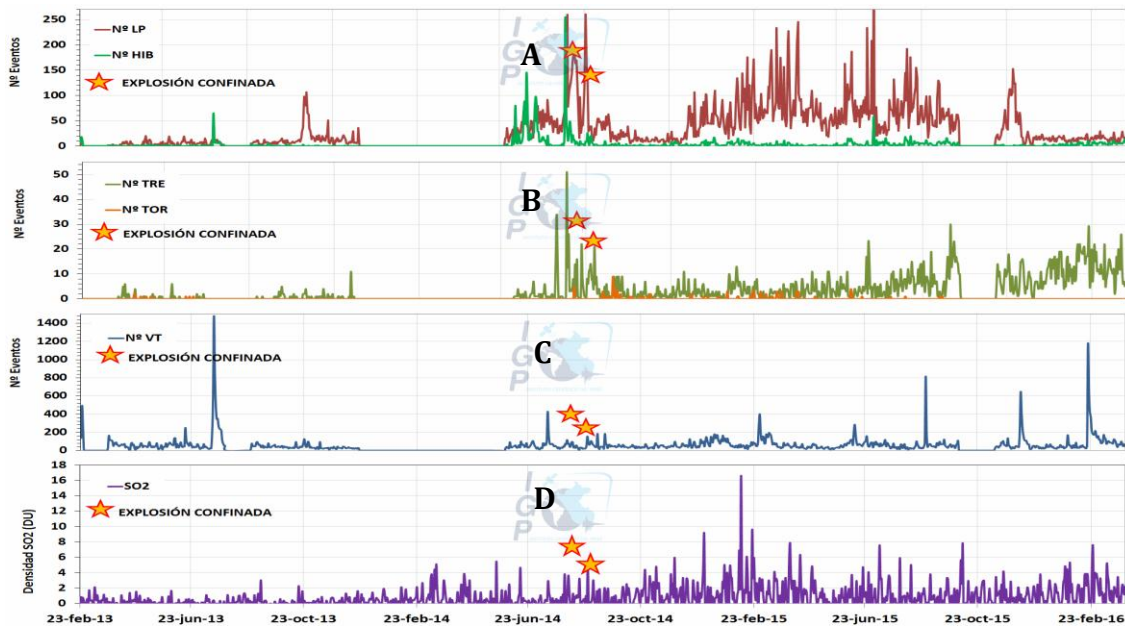 Nº Eventos
250
200
150
100
50
0
Nº LP
Nº HIB
EXPLOSIÓN CONFINADA
IGP
A
Nº Eventos
50
40
30
20
10
0
Nº TRE
Nº TOR
EXPLOSIÓN CONFINADA
IGP
B
Nº Eventos
1400
1200
1000
800
600
400
200
0
Nº VT
EXPLOSIÓN CONFINADA
IGP
C
Densidad SO2 (DU)
18
16
14
12
10
8
6
4
2
0
SO2
EXPLOSIÓN CONFINADA
IGP
D
23-feb-13 23-jun-13 23-oct-13 23-feb-14 23-jun-14 23-oct-14 23-feb-15 23-jun-15 23-oct-15 23-feb-16